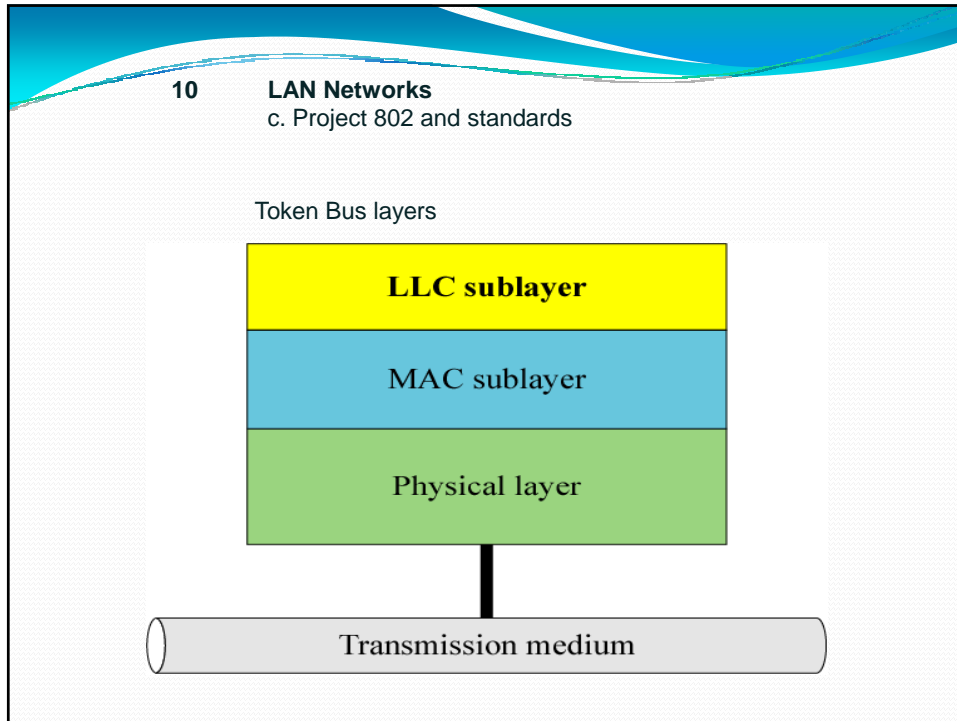 10 LAN Networks
c. Project 802 and standards
Token Bus layers
LLC sublayer
MAC sublayer
Physical layer
Transmission medium